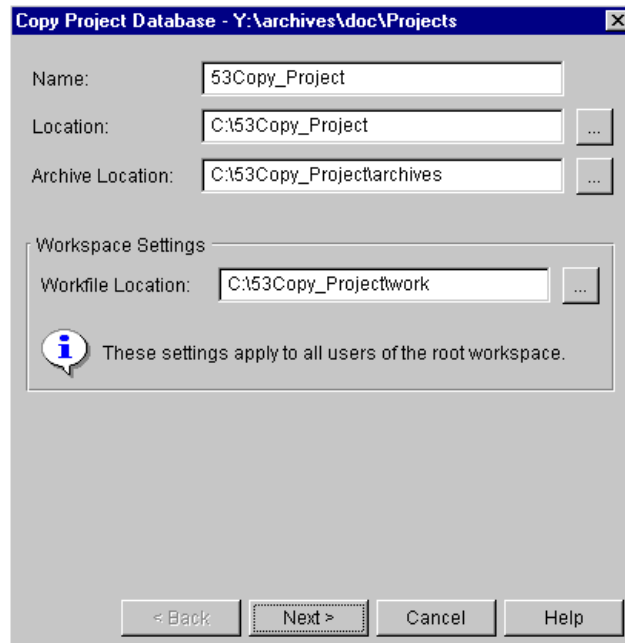 Copy Project Database - Y:\archives\doc\Projects
Name: 53Copy_Project
Location: C:\53Copy_Project ...
Archive Location: C:\53Copy_Project\archives ...
Workspace Settings
Workfile Location: C:\53Copy_Project\work ...
These settings apply to all users of the root workspace.
< Back Next > Cancel Help